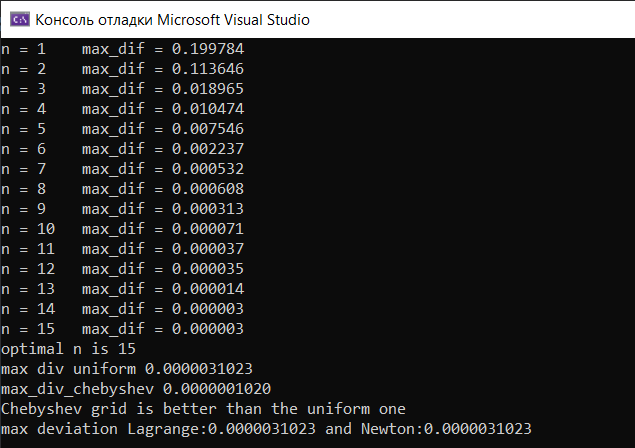 Консоль отладки Microsoft Visual Studio
n = 1 max_dif = 0.199784
n = 2 max_dif = 0.113646
n = 3 max_dif = 0.018965
n = 4 max_dif = 0.010474
n = 5 max_dif = 0.007546
n = 6 max_dif = 0.002237
n = 7 max_dif = 0.000532
n = 8 max_dif = 0.000608
n = 9 max_dif = 0.000313
n = 10 max_dif = 0.000071
n = 11 max_dif = 0.000037
n = 12 max_dif = 0.000035
n = 13 max_dif = 0.000014
n = 14 max_dif = 0.000003
n = 15 max_dif = 0.000003
optimal n is 15
max div uniform 0.0000031023
max_div_chebyshev 0.0000001020
Chebyshev grid is better than the uniform one
max deviation Lagrange:0.0000031023 and Newton:0.0000031023